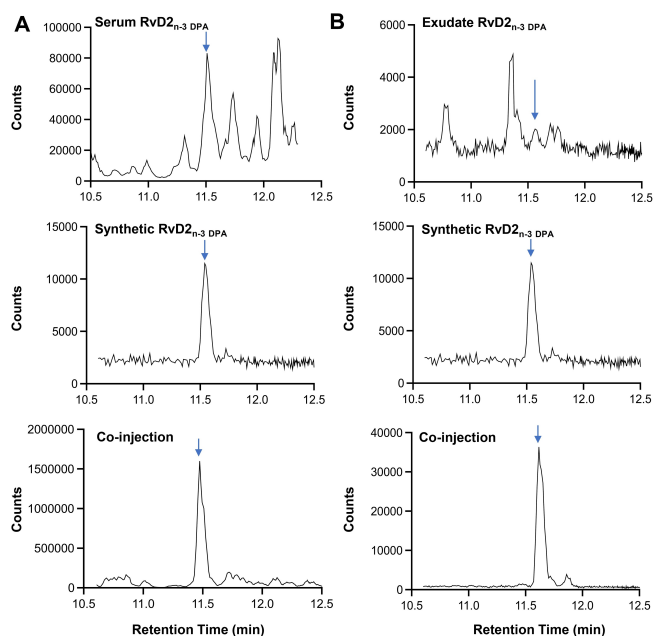 A
Serum RvD2n-3 DPA
Counts
100000
80000
60000
40000
20000
0
10.5 11.0 11.5 12.0 12.5
Synthetic RvD2n-3 DPA
Counts
15000
10000
5000
0
10.5 11.0 11.5 12.0 12.5
Co-injection
Counts
2000000
1500000
1000000
500000
0
10.5 11.0 11.5 12.0 12.5
Retention Time (min)
B
Exudate RvD2n-3 DPA
Counts
6000
4000
2000
0
10.5 11.0 11.5 12.0 12.5
Synthetic RvD2n-3 DPA
Counts
15000
10000
5000
0
10.5 11.0 11.5 12.0 12.5
Co-injection
Counts
40000
30000
20000
10000
0
10.5 11.0 11.5 12.0 12.5
Retention Time (min)